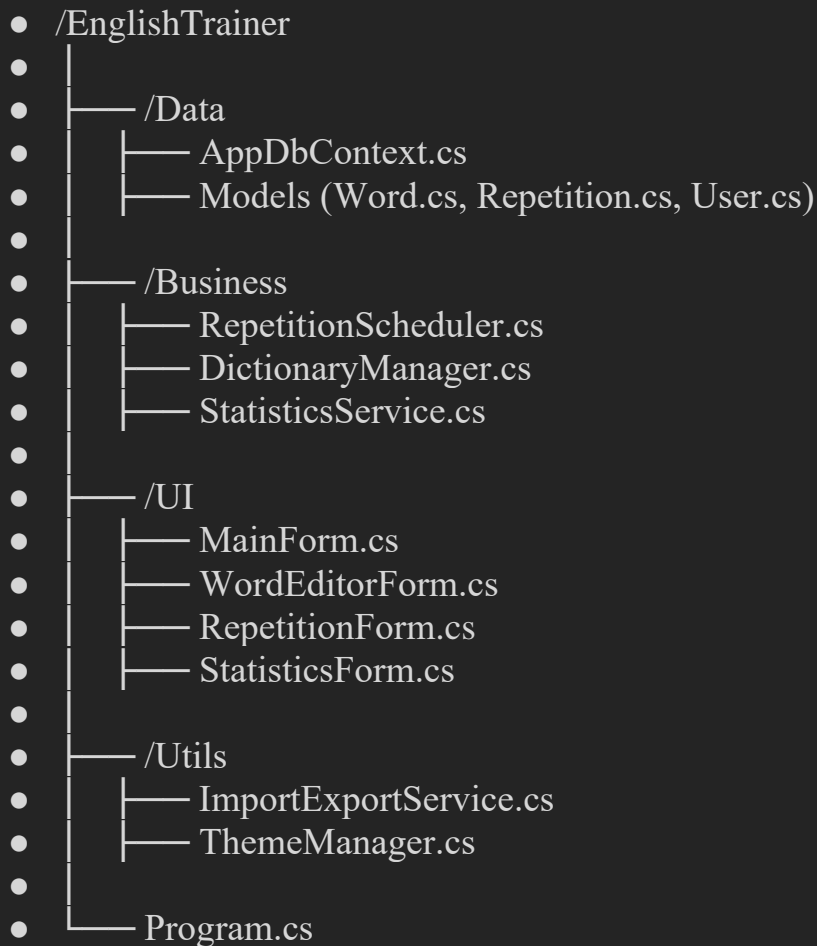 /EnglishTrainer
/Data
AppDbContext.cs
Models (Word.cs, Repetition.cs, User.cs)
/Business
RepetitionScheduler.cs
DictionaryManager.cs
StatisticsService.cs
/UI
MainForm.cs
WordEditorForm.cs
RepetitionForm.cs
StatisticsForm.cs
/Utils
ImportExportService.cs
ThemeManager.cs
Program.cs